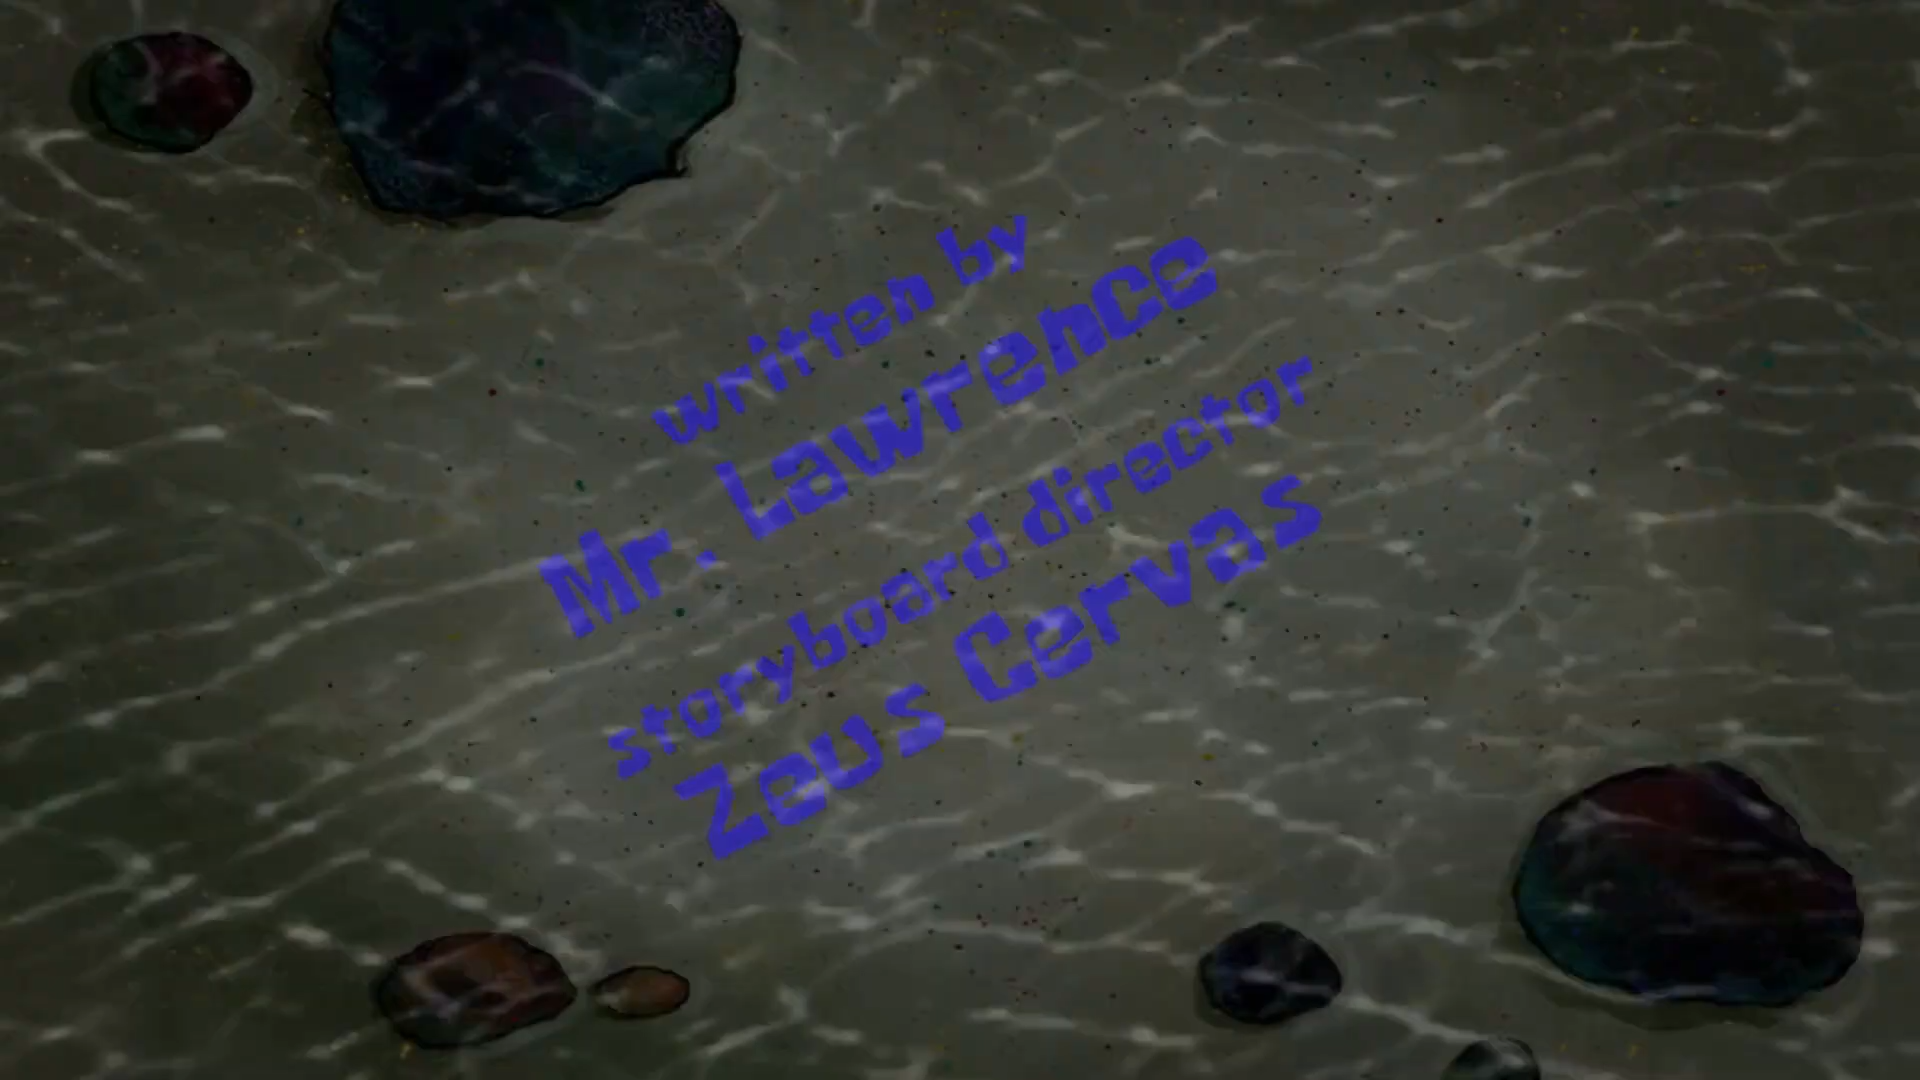 written by
Mr. Lawrence
storyboard director
Zeus Cervas